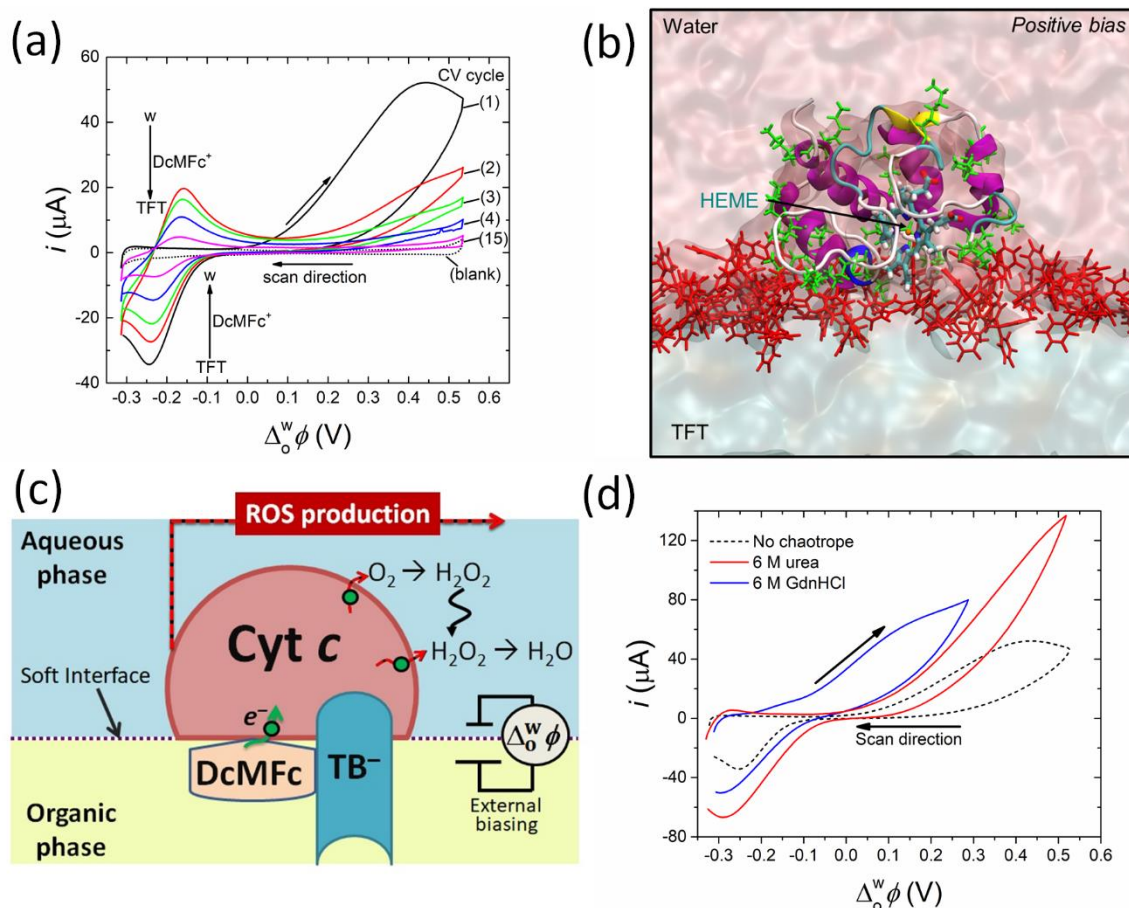 (a)
60
40
20
0
-20
-40
-60
i (μA)
CV cycle
(1)
(2)
(3)
(4)
(15)
(blank)
w
DcMFc⁺
TFT
w
DcMFc⁺
TFT
scan direction
-0.3 -0.2 -0.1 0.0 0.1 0.2 0.3 0.4 0.5 0.6
Δ_o^w ϕ (V)
(b)
Water
Positive bias
HEME
TFT
(c)
ROS production
Aqueous
phase
O₂ → H₂O₂
Cyt c
H₂O₂ → H₂O
Soft Interface
e⁻
Δ_o^w ϕ
DcMFc
TB⁻
External
biasing
Organic
phase
(d)
120
80
40
0
-40
-80
i (μA)
No chaotrope
6 M urea
6 M GdnHCl
Scan direction
-0.3 -0.2 -0.1 0.0 0.1 0.2 0.3 0.4 0.5 0.6
Δ_o^w ϕ (V)